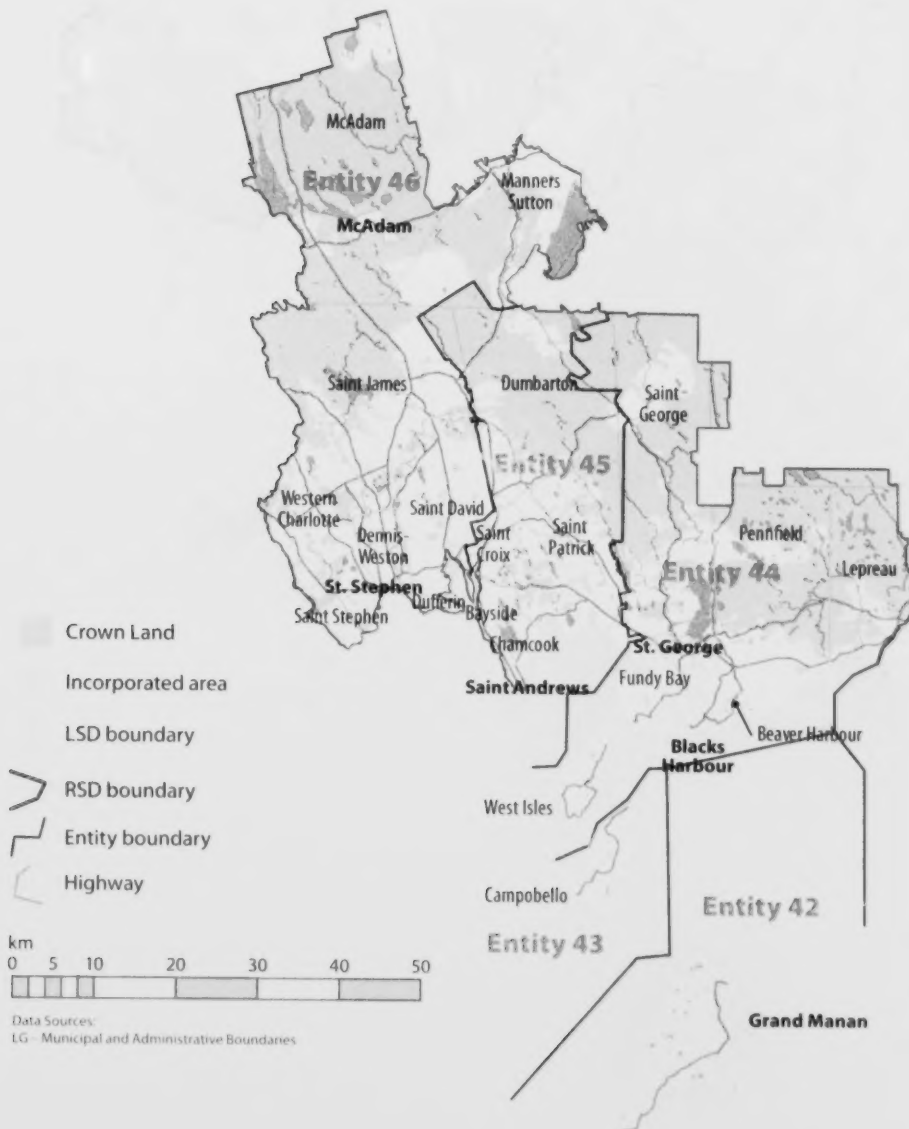 McAdam
Entity 46
Manners
Sutton
McAdam
Saint James
Dumbarton
Saint
George
Entity 45
Western
Charlotte
Saint David
Dennis-
Weston
Saint
Croix
Saint
Patrick
Pennfield
Lepreau
Entity 44
St. Stephen
Dufferin
Bayside
Saint Stephen
Chamcook
St. George
Saint Andrews
Fundy Bay
Beaver Harbour
Blacks
Harbour
West Isles
Campobello
Entity 42
Entity 43
Grand Manan
Crown Land
Incorporated area
LSD boundary
RSD boundary
Entity boundary
Highway
km
0 5 10 20 30 40 50
Data Sources:
LG - Municipal and Administrative Boundaries